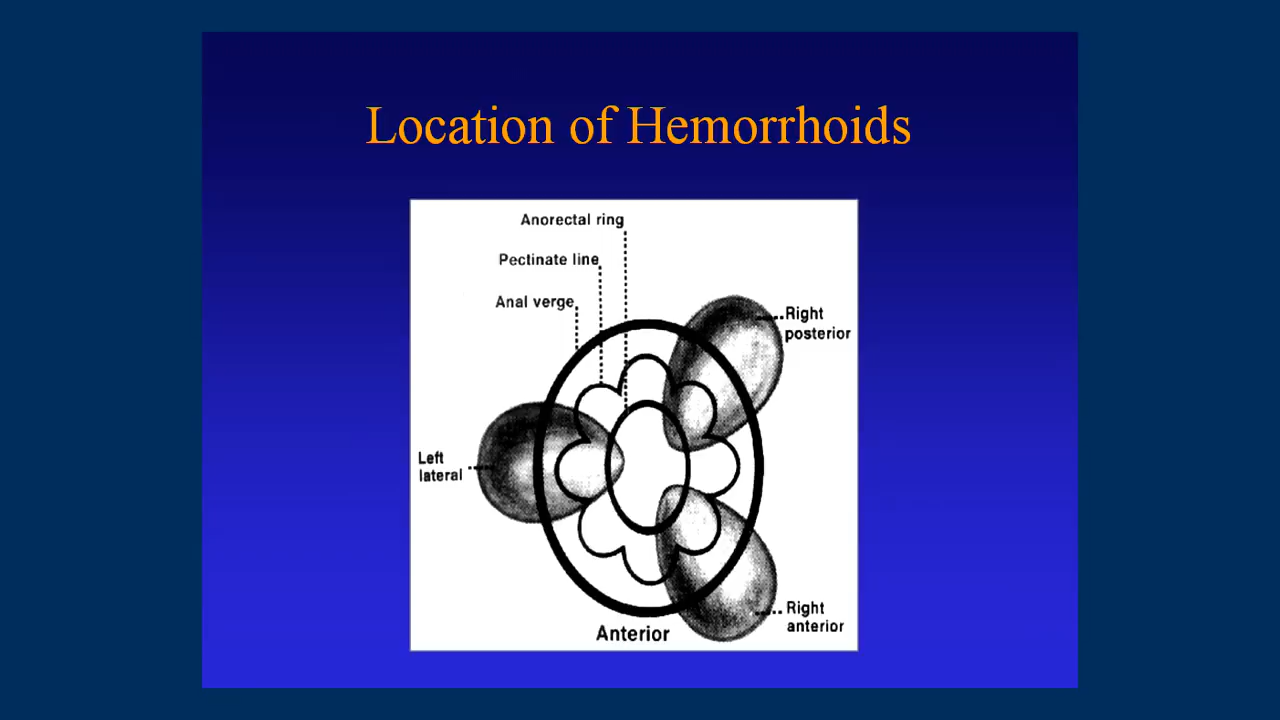 Location of Hemorrhoids
Anorectal ring
Pectinate line
Anal verge
Right
posterior
Left
lateral
Right
anterior
Anterior